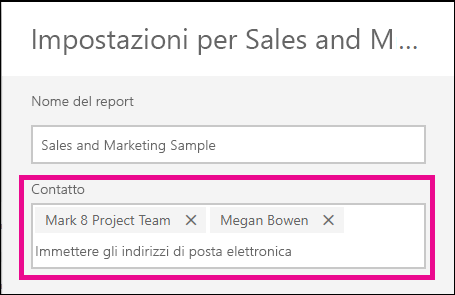 Impostazioni per Sales and M...
Nome del report
Sales and Marketing Sample
Contatto
Mark 8 Project Team × Megan Bowen ×
Immettere gli indirizzi di posta elettronica